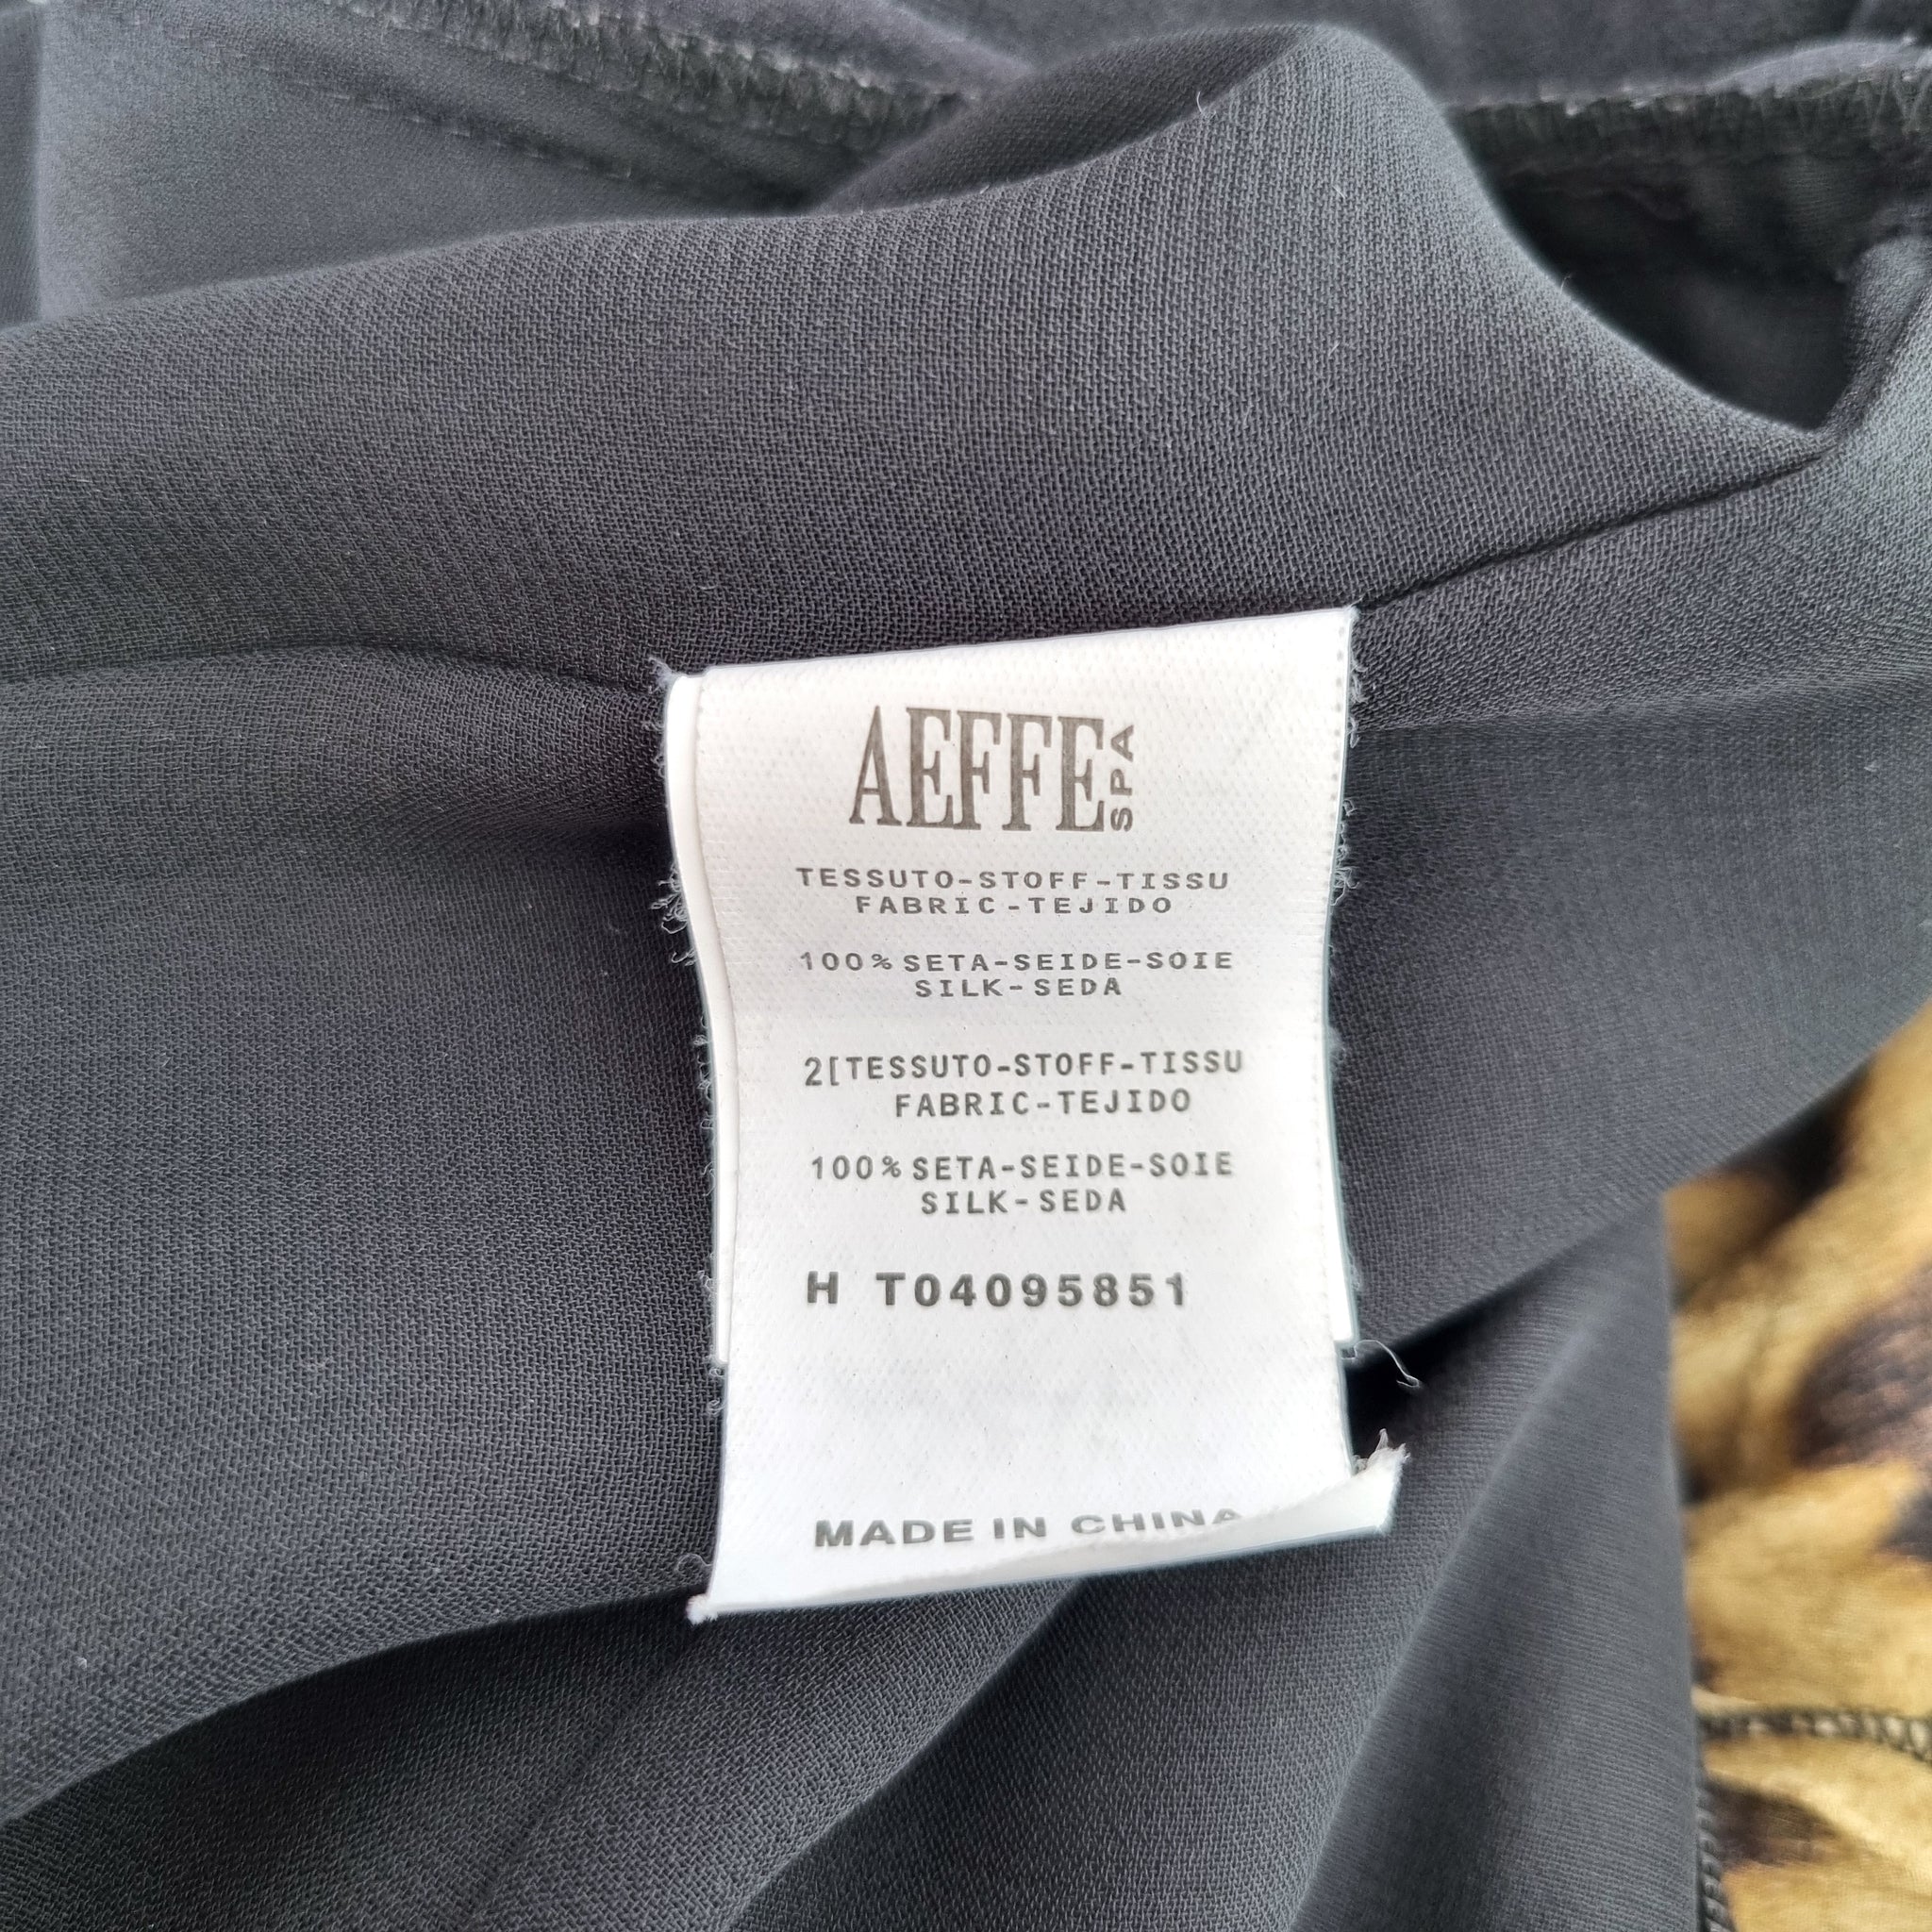 AEFFE SPA
TESSUTO-STOFF-TISSU
FABRIC-TEJIDO
100% SETA-SEIDE-SOIE
SILK-SEDA
2[TESSUTO-STOFF-TISSU
FABRIC-TEJIDO
100% SETA-SEIDE-SOIE
SILK-SEDA
H T04095851
MADE IN CHINA